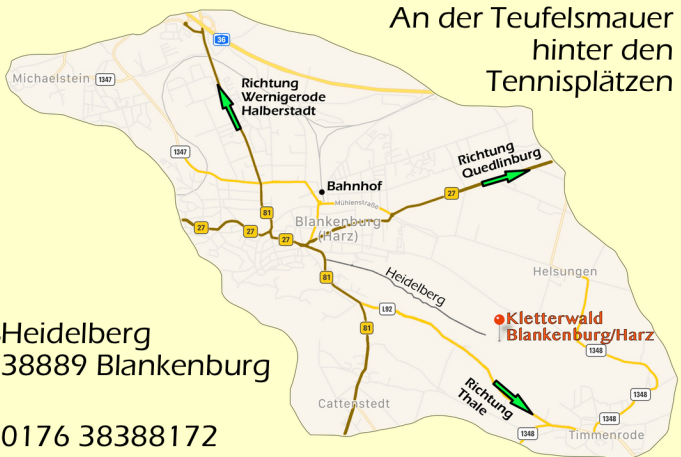 An der Teufelsmauer
hinter den
Tennisplätzen
36
Michaelstein
1347
Richtung
Wernigerode
Halberstadt
1347
Richtung
Quedlinburg
Bahnhof
27
Mühlenstraße
81
Blankenburg
(Harz)
27
27
27
Helsungen
81
Heidelberg
L92
Kletterwald
Blankenburg/Harz
81
Heidelberg
38889 Blankenburg
1348
Richtung
Thale
1348
Cattenstedt
1348
1348
Timmenrode
0176 38388172